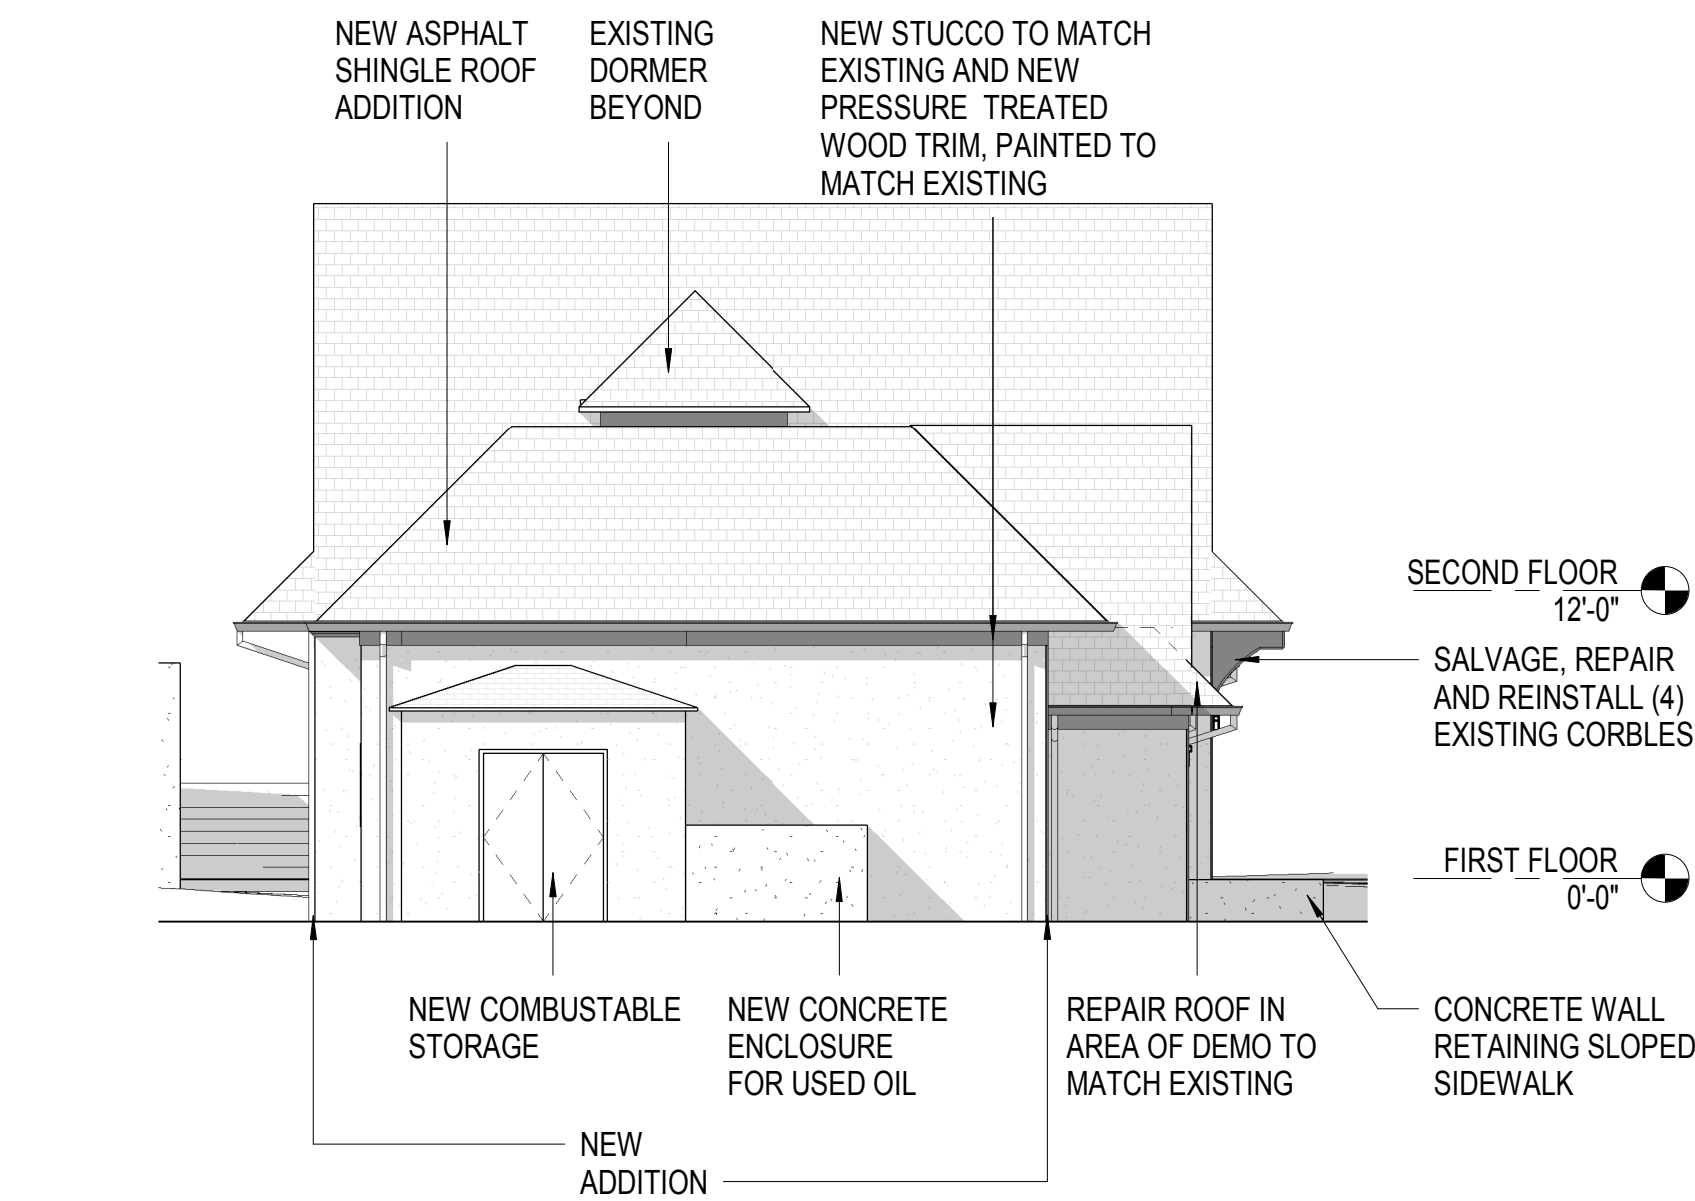 NEW ASPHALT
SHINGLE ROOF
ADDITION
EXISTING
DORMER
BEYOND
NEW STUCCO TO MATCH
EXISTING AND NEW
PRESSURE TREATED
WOOD TRIM, PAINTED TO
MATCH EXISTING
SECOND FLOOR
12'-0"
SALVAGE, REPAIR
AND REINSTALL (4)
EXISTING CORBLES
FIRST FLOOR
0'-0"
NEW COMBUSTABLE
STORAGE
NEW CONCRETE
ENCLOSURE
FOR USED OIL
REPAIR ROOF IN
AREA OF DEMO TO
MATCH EXISTING
CONCRETE WALL
RETAINING SLOPED
SIDEWALK
NEW
ADDITION